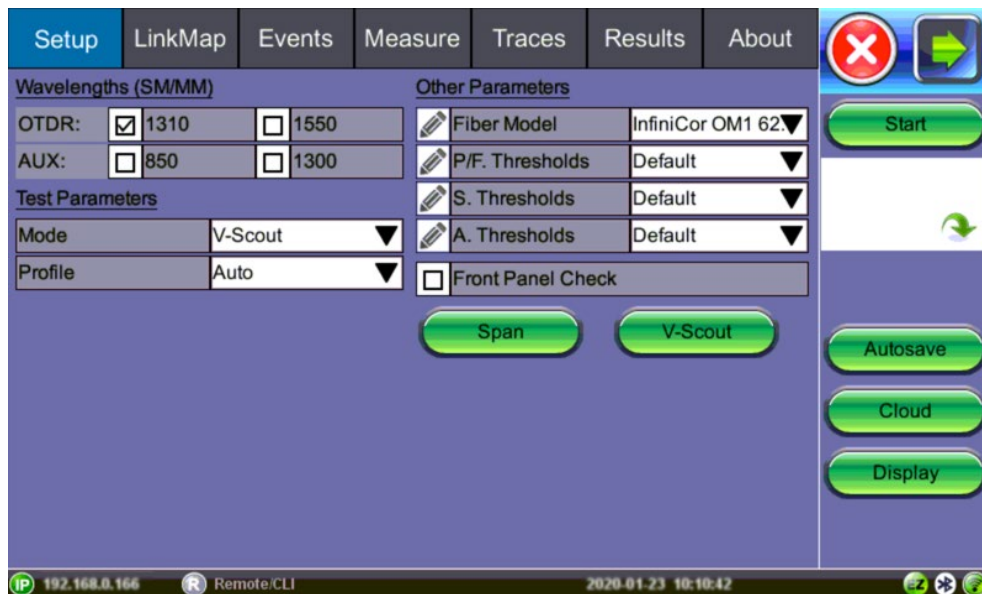 Setup LinkMap Events Measure Traces Results About
Wavelengths (SM/MM)
OTDR: 1310 1550
AUX: 850 1300
Test Parameters
Mode V-Scout
Profile Auto
Other Parameters
Fiber Model InfiniCor OM1 62.
P/F. Thresholds Default
S. Thresholds Default
A. Thresholds Default
Front Panel Check
Span V-Scout
Start
Autosave
Cloud
Display
IP 192.168.0.166 R Remote/CLI 2020-01-23 10:10:42 EZ